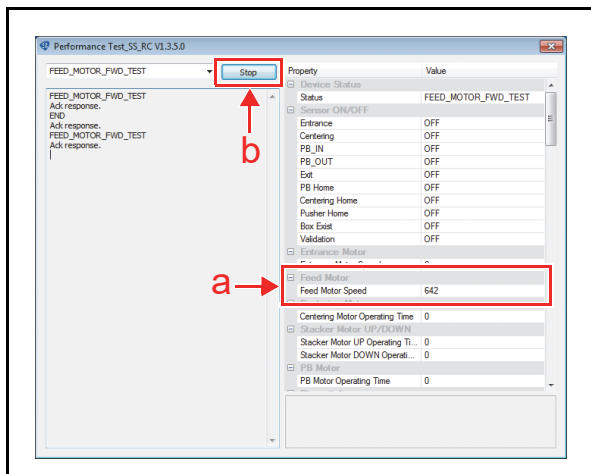 Performance Test_SS_RC V1.3.5.0
FEED_MOTOR_FWD_TEST
Stop
FEED_MOTOR_FWD_TEST
Ack response.
END
Ack response.
FEED_MOTOR_FWD_TEST
Ack response.
b
a
Property Value
Device Status
Status FEED_MOTOR_FWD_TEST
Sensor ON/OFF
Entrance OFF
Centering OFF
PB_IN OFF
PB_OUT OFF
Exit OFF
PB Home OFF
Centering Home OFF
Pusher Home OFF
Box Exist OFF
Validation OFF
Entrance Motor
Feed Motor
Feed Motor Speed 642
Centering Motor Operating Time 0
Stacker Motor UP/DOWN
Stacker Motor UP Operating Ti... 0
Stacker Motor DOWN Operati... 0
PB Motor
PB Motor Operating Time 0